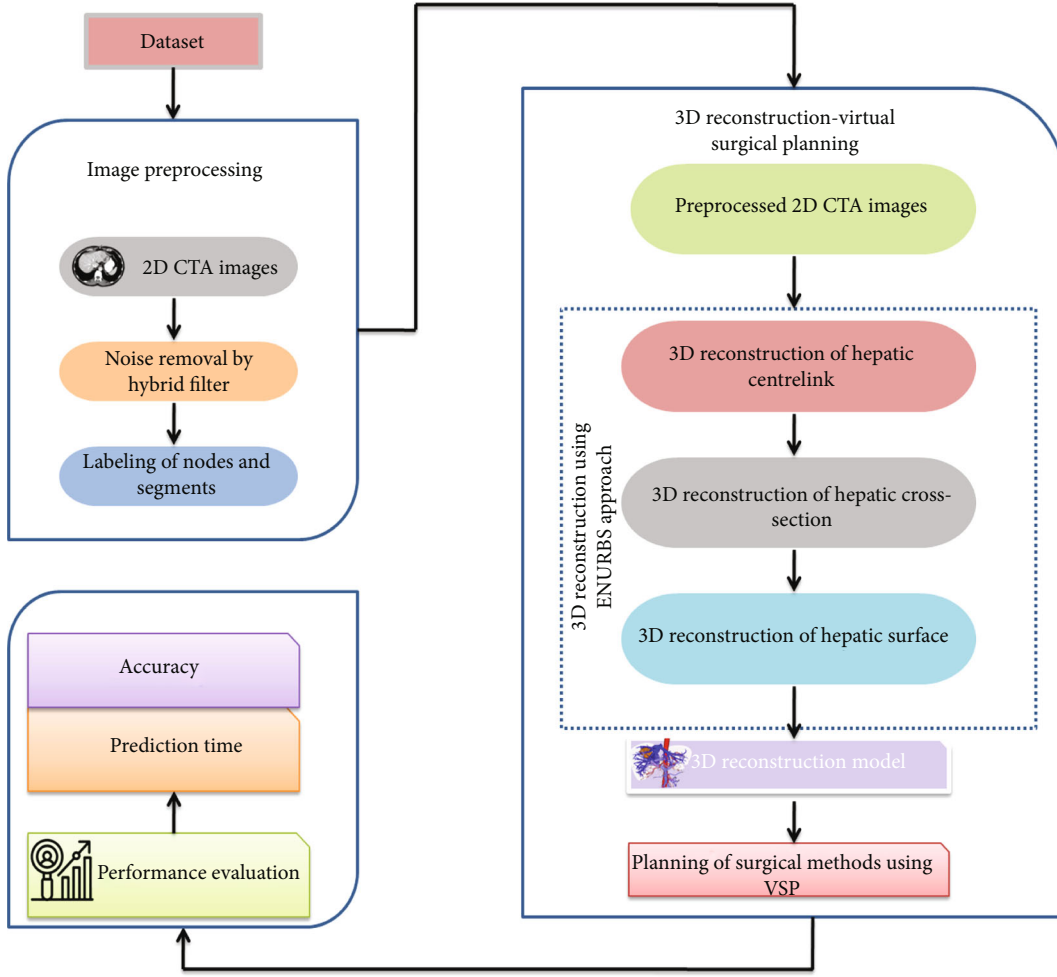 Dataset
Image preprocessing
2D CTA images
Noise removal by
hybrid filter
Labeling of nodes and
segments
3D reconstruction-virtual
surgical planning
Preprocessed 2D CTA images
3D reconstruction using
ENURBS approach
3D reconstruction of hepatic
centrelink
3D reconstruction of hepatic cross-
section
3D reconstruction of hepatic surface
3D reconstruction model
Planning of surgical methods using
VSP
Accuracy
Prediction time
Performance evaluation